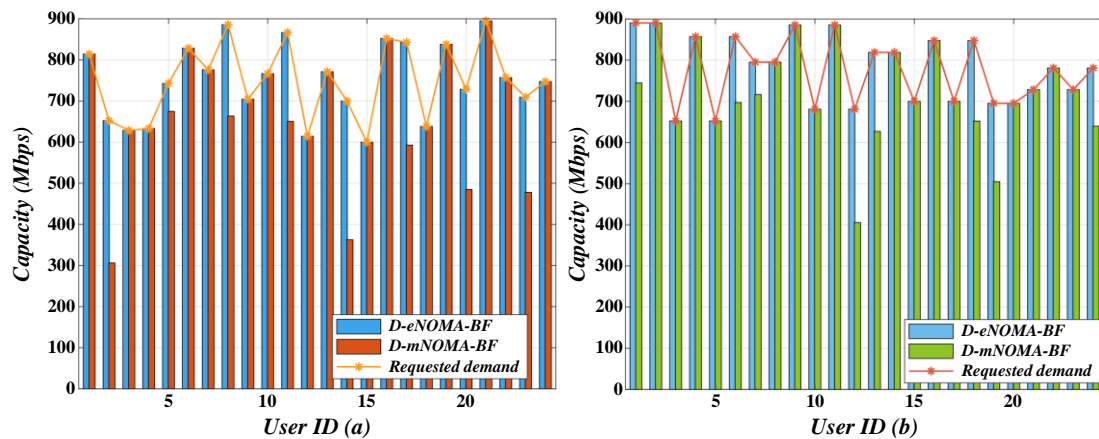 900
800
700
600
500
400
300
200
100
0
Capacity (Mbps)
D-eNOMA-BF
D-mNOMA-BF
Requested demand
5
10
15
20
User ID (a)
900
800
700
600
500
400
300
200
100
0
Capacity (Mbps)
D-eNOMA-BF
D-mNOMA-BF
Requested demand
5
10
15
20
User ID (b)